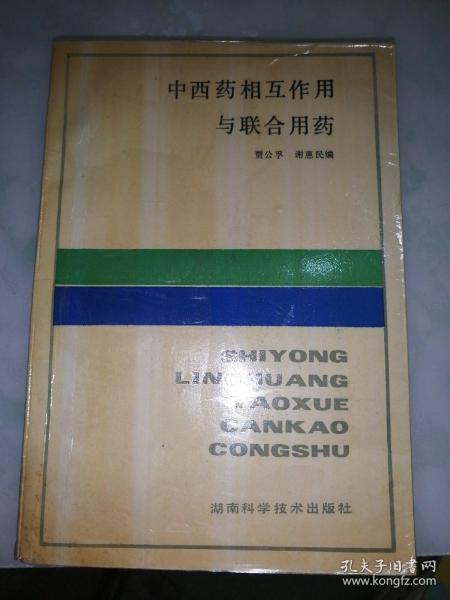 中西药相互作用
与联合用药
贾公孚 谢惠民编
SHIYONG
LINCHUANG
YAOXUE
CANKAO
CONGSHU
湖南科学技术出版社
孔夫子旧书网
www.kongfz.com